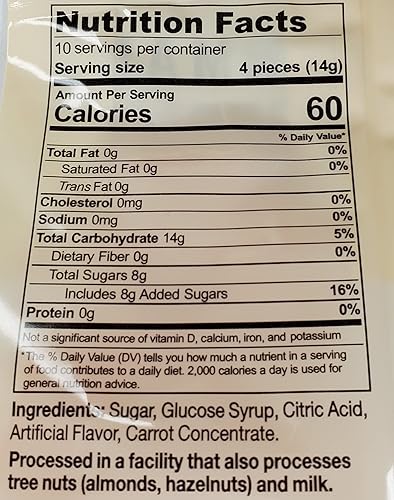 Nutrition Facts
10 servings per container
Serving size 4 pieces (14g)
Amount Per Serving
Calories 60
% Daily Value*
Total Fat 0g 0%
Saturated Fat 0g 0%
Trans Fat 0g
Cholesterol 0mg 0%
Sodium 0mg 0%
Total Carbohydrate 14g 5%
Dietary Fiber 0g 0%
Total Sugars 8g
Includes 8g Added Sugars 16%
Protein 0g 0%
Not a significant source of vitamin D, calcium, iron, and potassium
*The % Daily Value (DV) tells you how much a nutrient in a serving
of food contributes to a daily diet. 2,000 calories a day is used for
general nutrition advice.
Ingredients: Sugar, Glucose Syrup, Citric Acid,
Artificial Flavor, Carrot Concentrate.
Processed in a facility that also processes
tree nuts (almonds, hazelnuts) and milk.